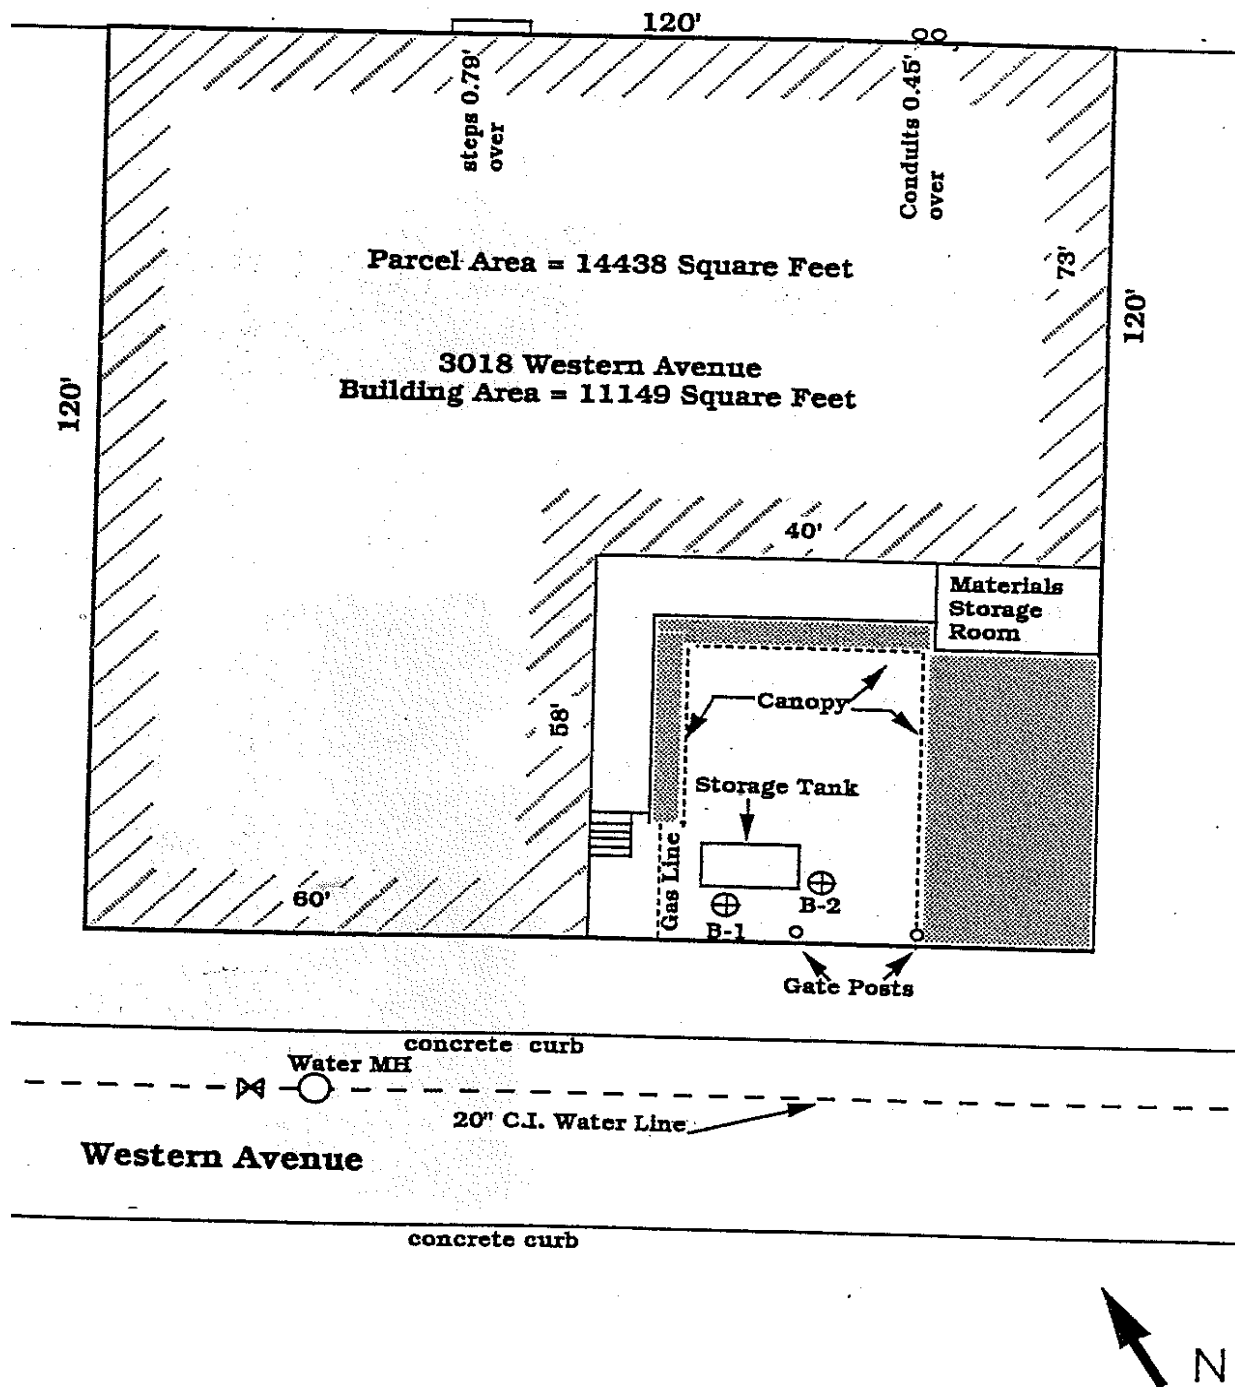 120'
steps 0.79'
over
Conduits 0.45'
over
Parcel Area = 14438 Square Feet
73'
120'
120'
3018 Western Avenue
Building Area = 11149 Square Feet
40'
Materials
Storage
Room
58'
Canopy
Storage Tank
Gas Line
60'
B-1
B-2
Gate Posts
concrete curb
Water MH
20" C.I. Water Line
Western Avenue
concrete curb
N